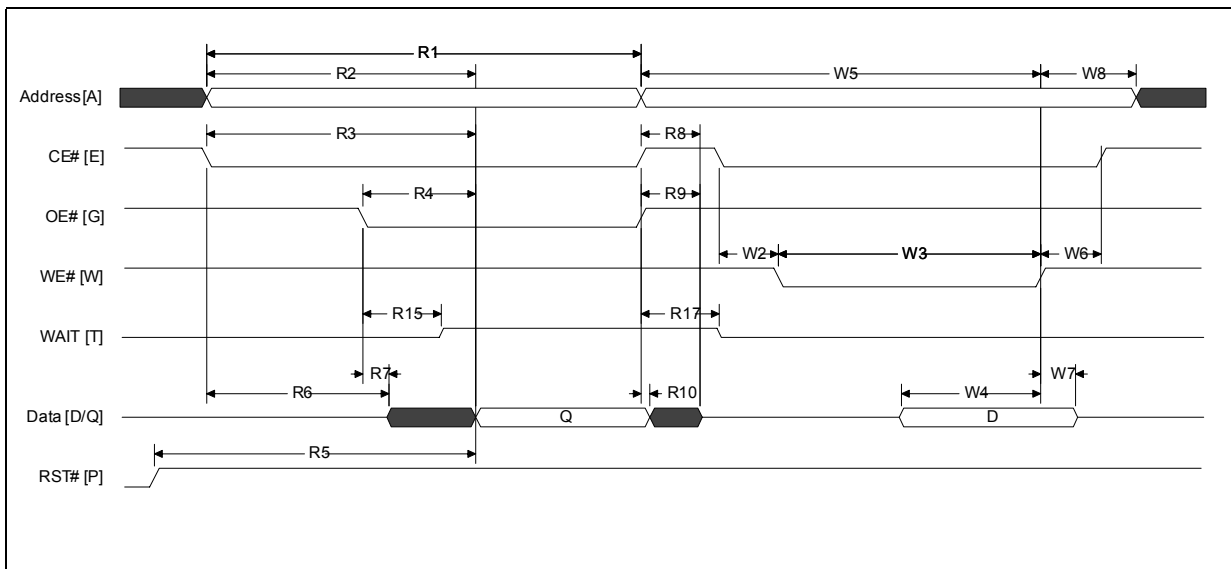 R1
R2
W5
W8
Address [A]
R3
R8
CE# [E]
R4
R9
OE# [G]
W2
W3
W6
WE# [W]
R15
R17
WAIT [T]
R7
W7
R6
R10
W4
Data [D/Q]
Q
D
R5
RST# [P]